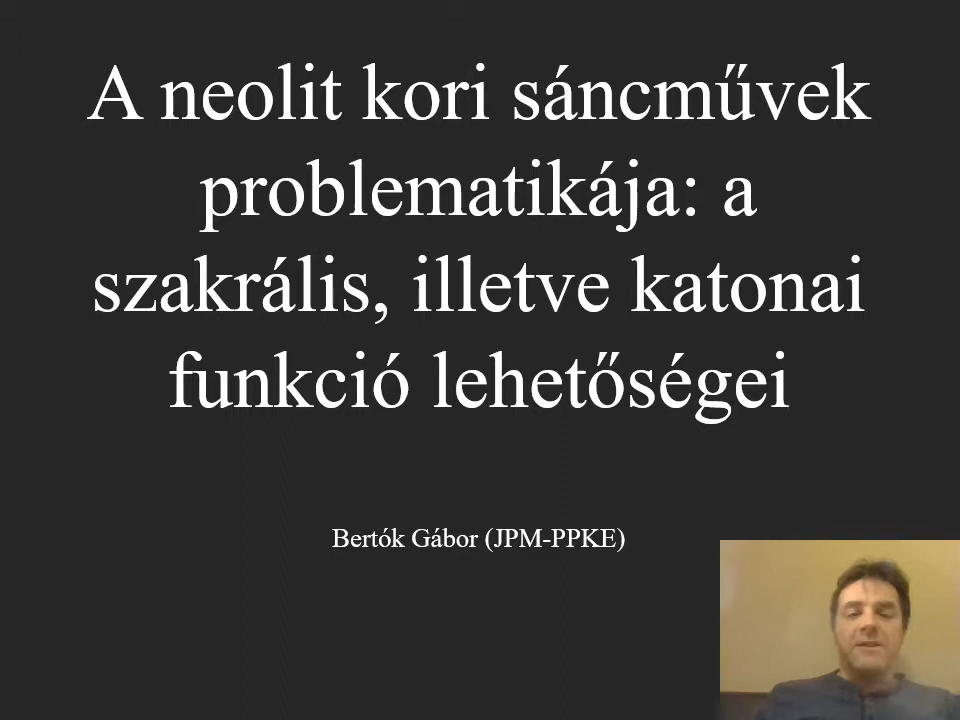 A neolit kori sáncművek
problematikája: a
szakrális, illetve katonai
funkció lehetőségei
Bertók Gábor (JPM-PPKE)